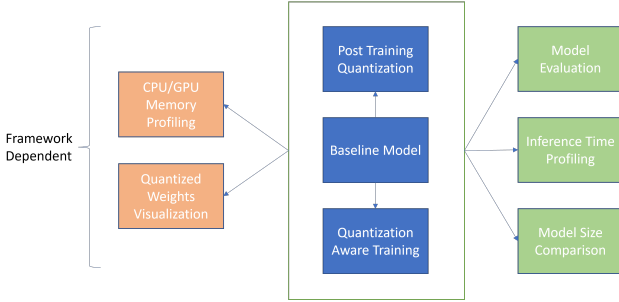 Framework
Dependent
CPU/GPU
Memory
Profiling
Quantized
Weights
Visualization
Post Training
Quantization
Baseline Model
Quantization
Aware Training
Model
Evaluation
Inference Time
Profiling
Model Size
Comparison